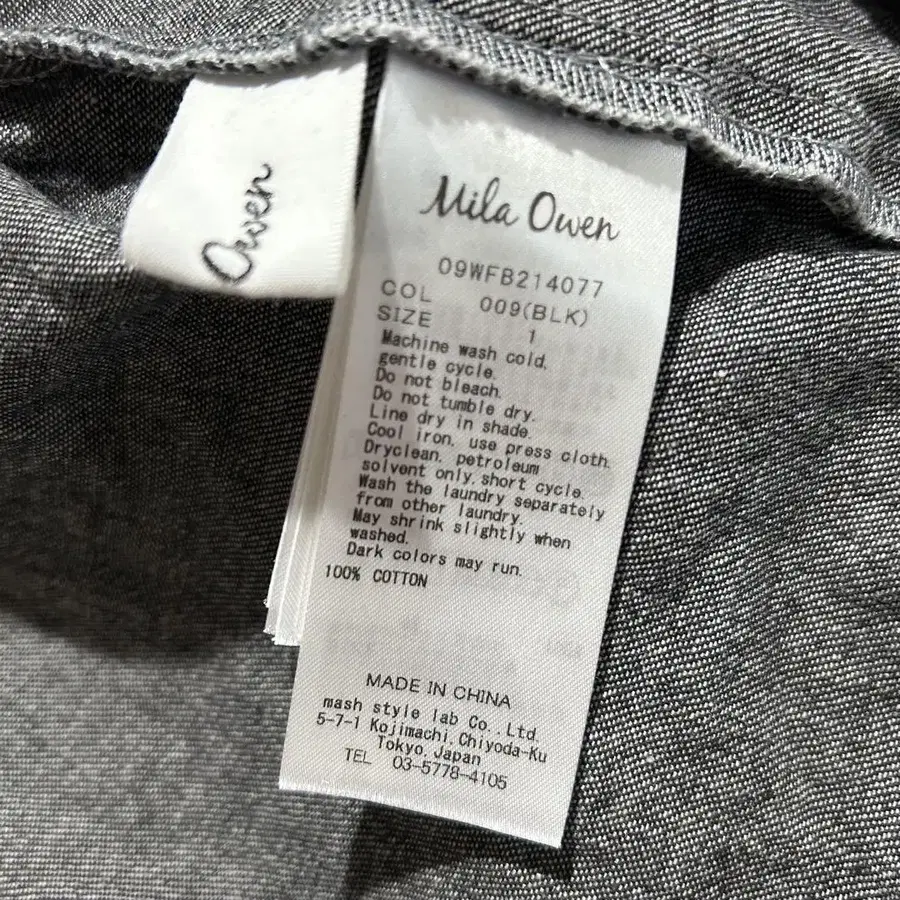 Owen
Mila Owen
09WFB214077
COL 009(BLK)
SIZE 1
Machine wash cold,
gentle cycle.
Do not bleach.
Do not tumble dry.
Line dry in shade.
Cool iron, use press cloth.
Dryclean, petroleum
solvent only, short cycle.
Wash the laundry separately
from other laundry.
May shrink slightly when
washed.
Dark colors may run.
100% COTTON
MADE IN CHINA
mash style lab Co., Ltd.
5-7-1 Kojimachi, Chiyoda-Ku
Tokyo, Japan
TEL 03-5778-4105